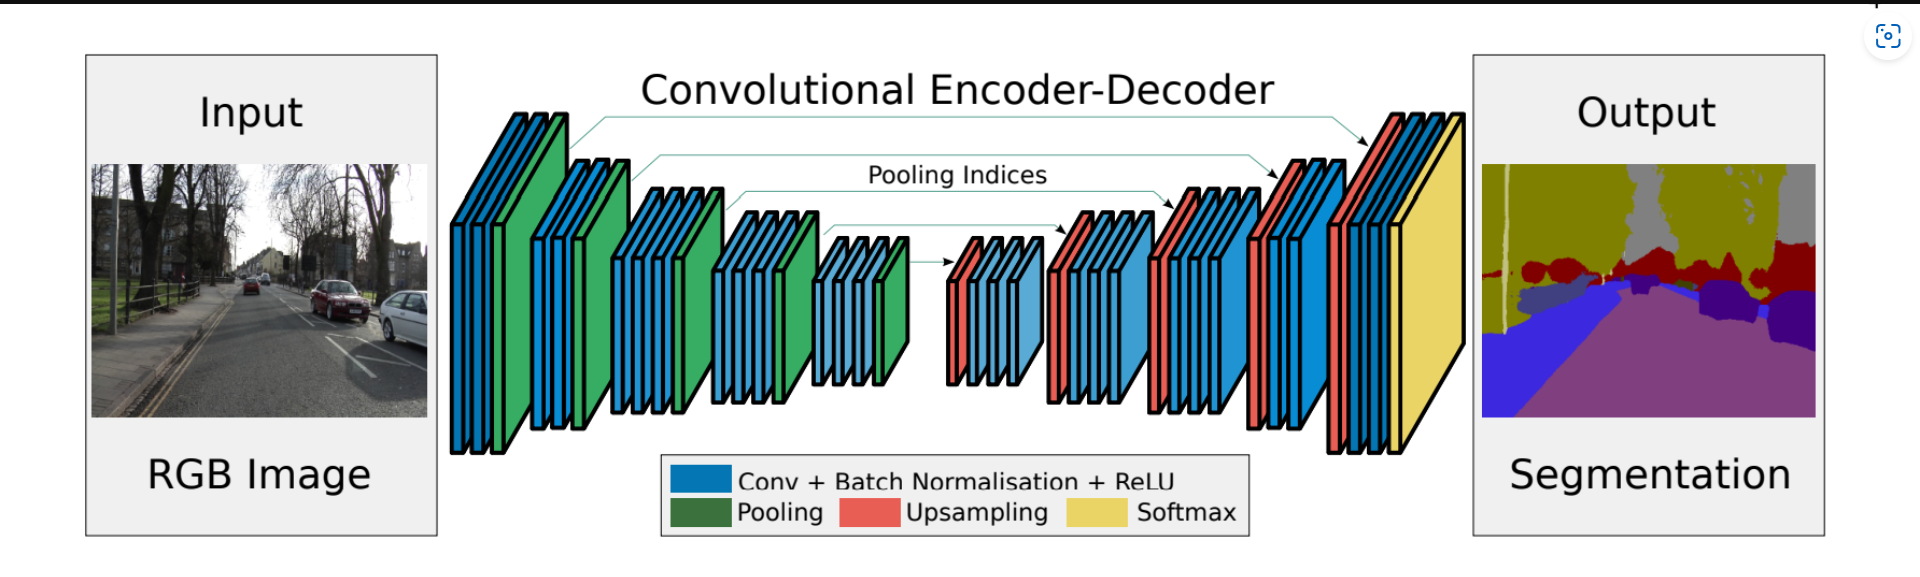 Input
RGB Image
Convolutional Encoder-Decoder
Pooling Indices
Conv + Batch Normalisation + ReLU
Pooling
Upsampling
Softmax
Output
Segmentation